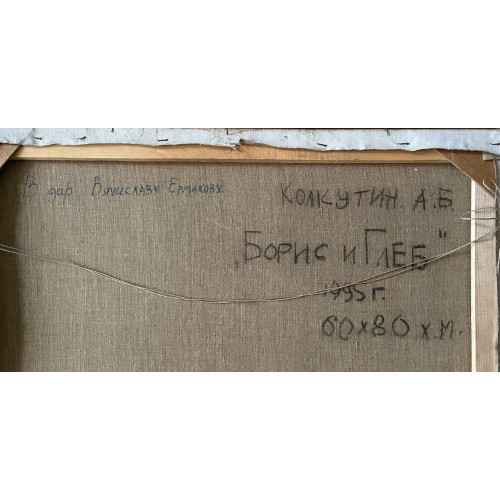 В дар Вячеславу Ермакову.
КОЛКУТИН. А.Б.
„БОРИС И ГЛЕБ"
1995 г.
60×80 х.м.